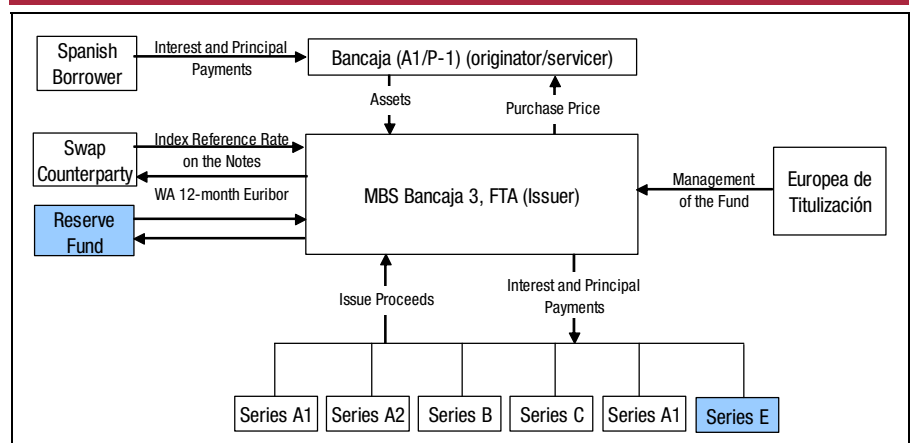 Spanish
Borrower
Interest and Principal
Payments
Bancaja (A1/P-1) (originator/servicer)
Assets
Purchase Price
Swap
Counterparty
Index Reference Rate
on the Notes
WA 12-month Euribor
MBS Bancaja 3, FTA (Issuer)
Management
of the Fund
Europea de
Titulización
Reserve
Fund
Issue Proceeds
Interest and Principal
Payments
Series A1
Series A2
Series B
Series C
Series A1
Series E